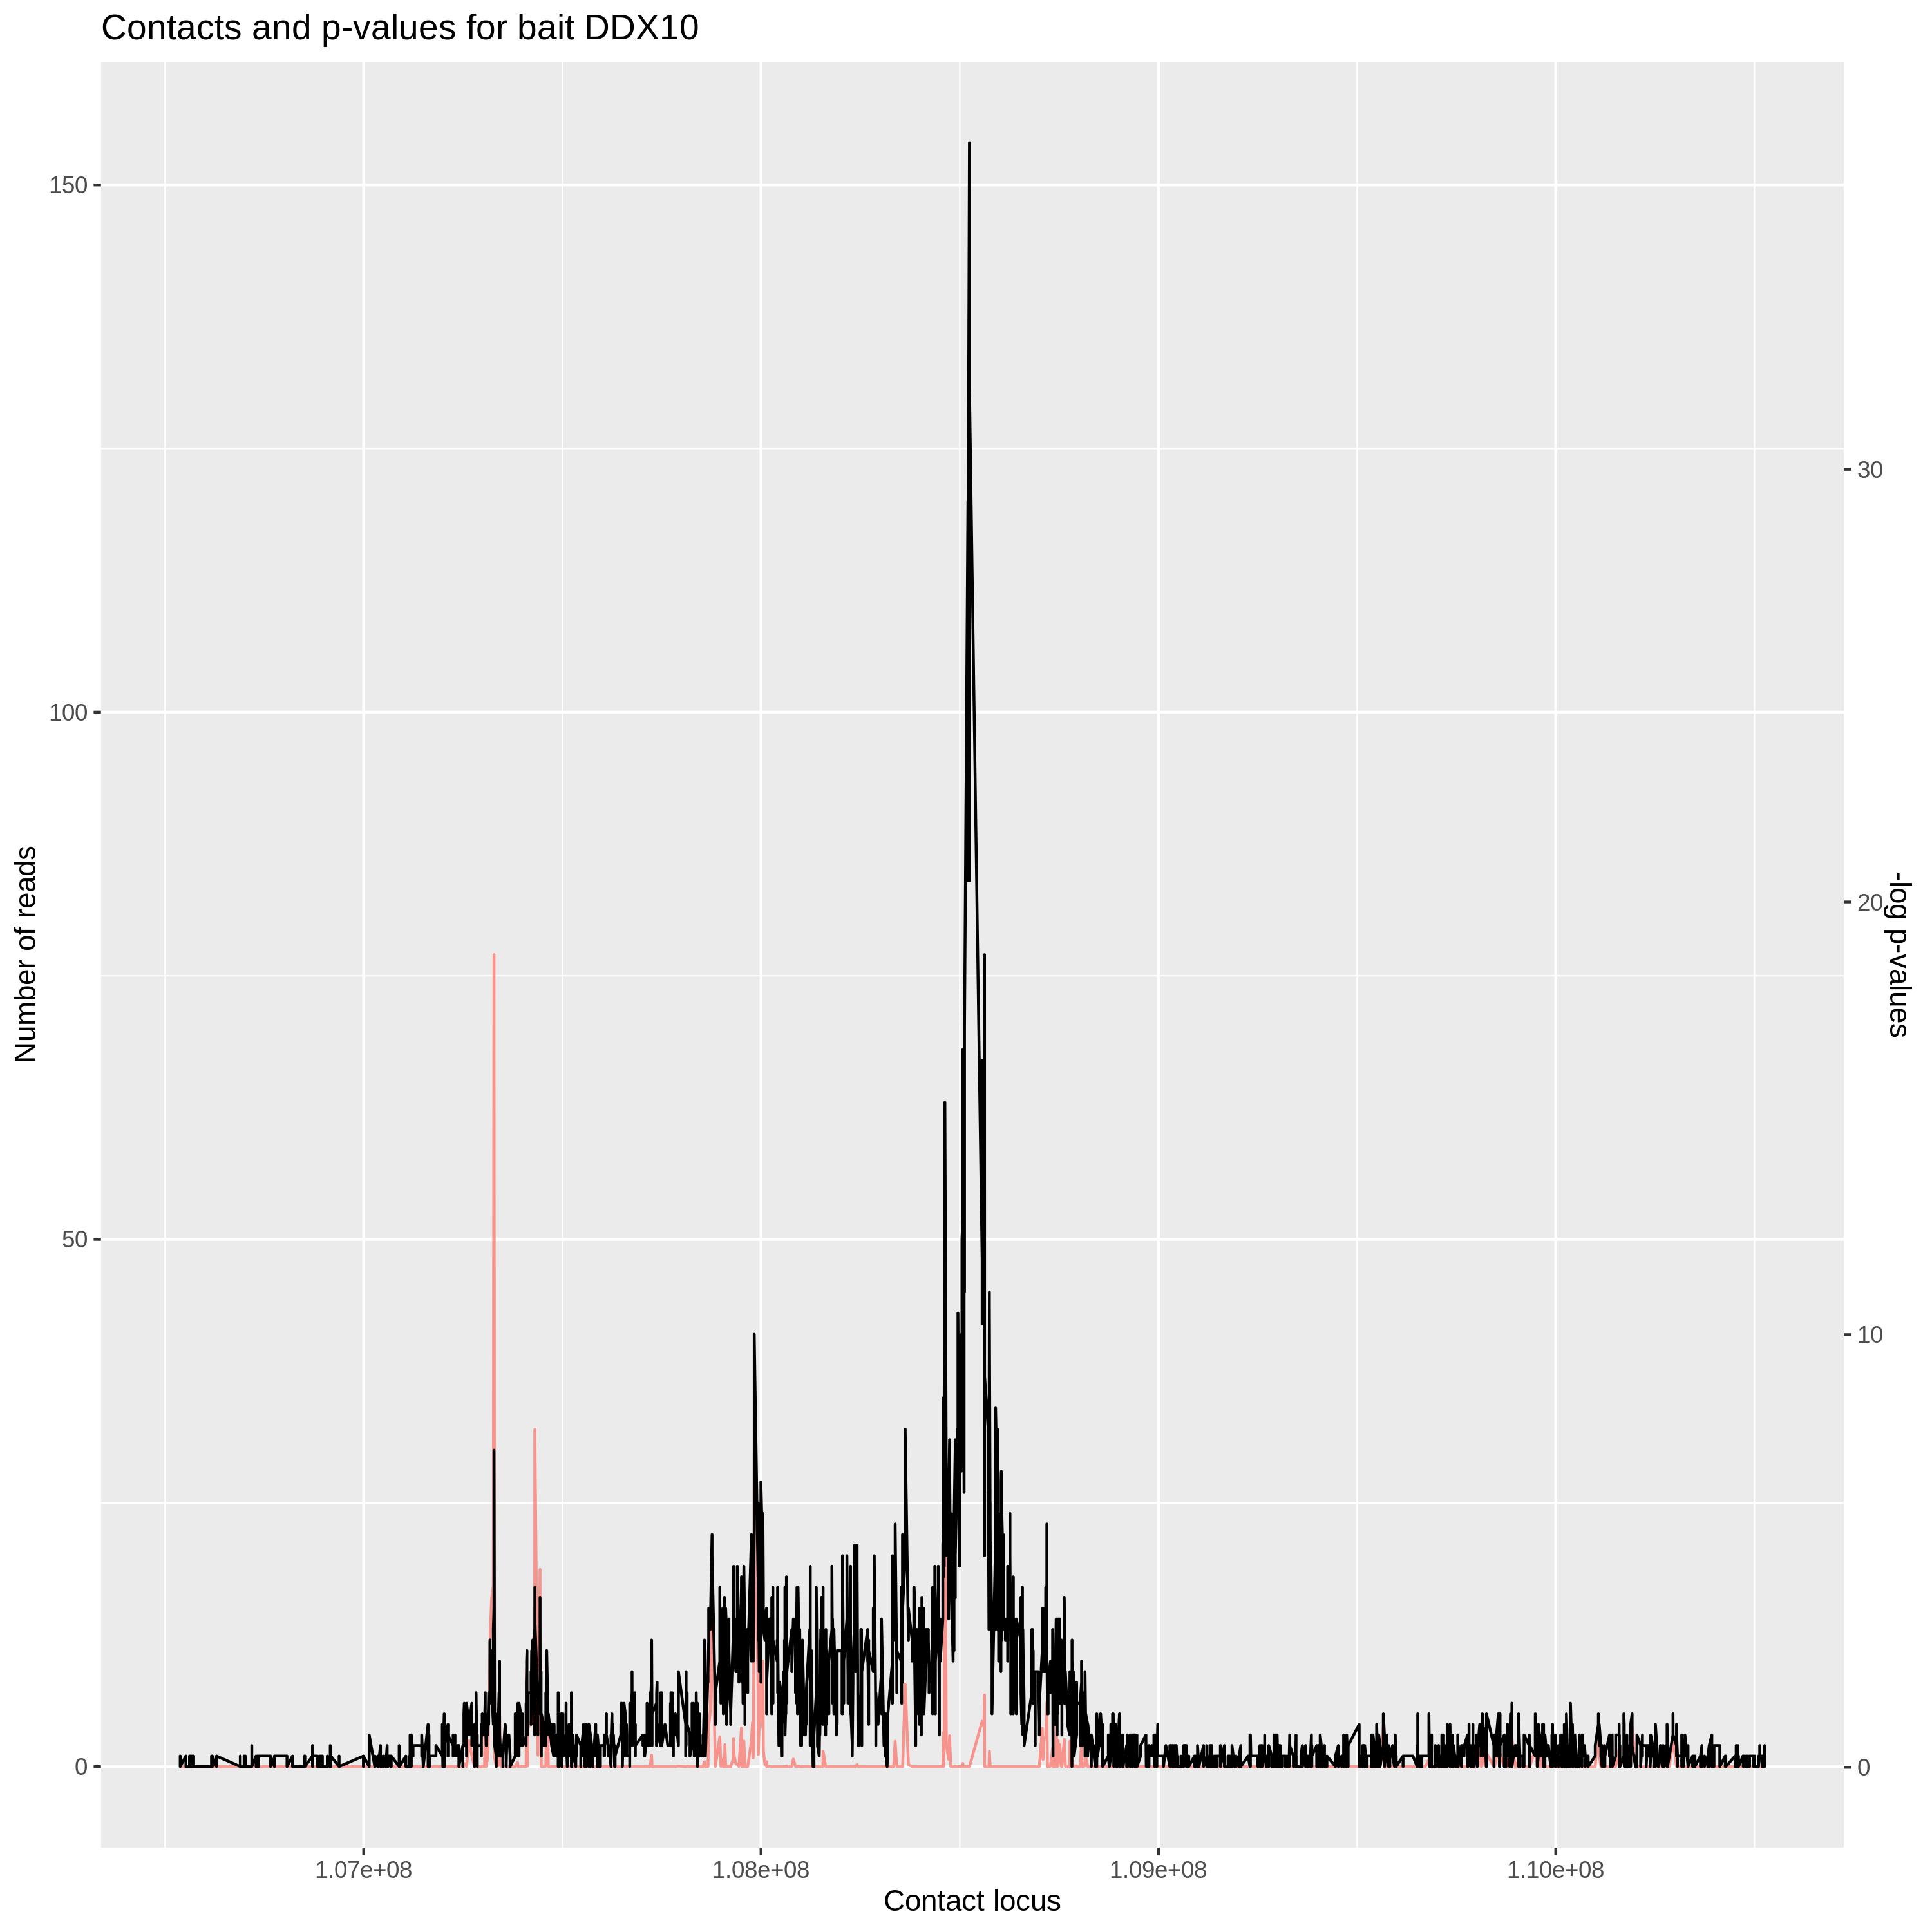 Contacts and p-values for bait DDX10
150
100
50
0
Number of reads
30
20
10
0
-log p-values
1.07e+08
1.08e+08
1.09e+08
1.10e+08
Contact locus